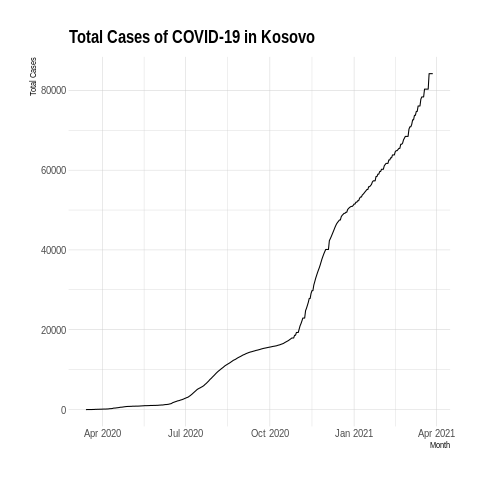 Total Cases of COVID-19 in Kosovo
Total Cases
80000
60000
40000
20000
0
Apr 2020 Jul 2020 Oct 2020 Jan 2021 Apr 2021
Month